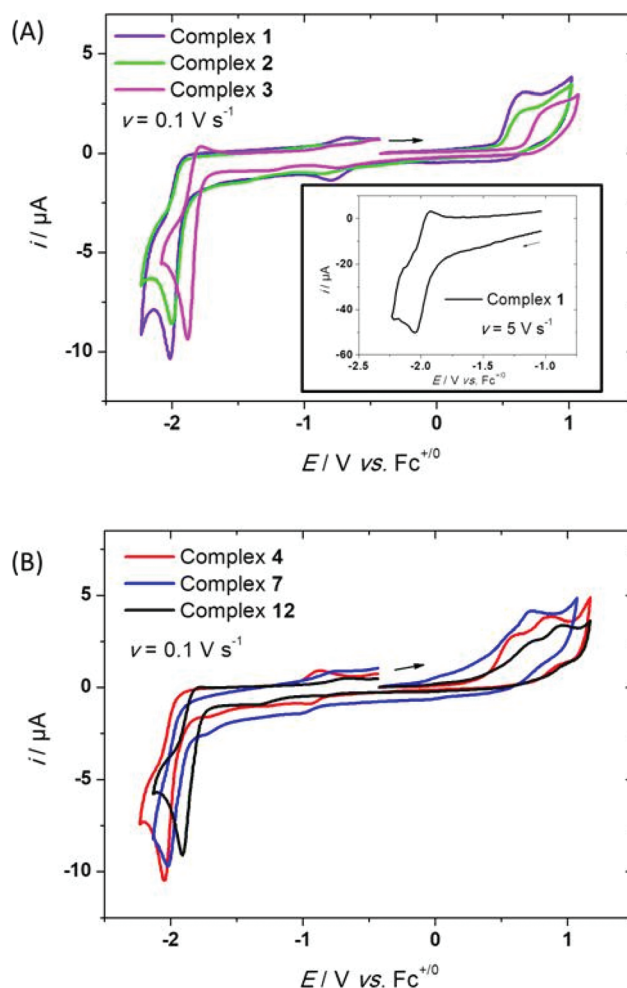 (A)
Complex 1
Complex 2
Complex 3
ν = 0.1 V s⁻¹
5
0
-5
-10
i / µA
0
-20
-40
-60
i / µA
Complex 1
ν = 5 V s⁻¹
-2.5 -2.0 -1.5 -1.0
E / V vs. Fc⁺/⁰
-2 -1 0 1
E / V vs. Fc⁺/⁰
(B)
Complex 4
Complex 7
Complex 12
ν = 0.1 V s⁻¹
5
0
-5
-10
i / µA
-2 -1 0 1
E / V vs. Fc⁺/⁰